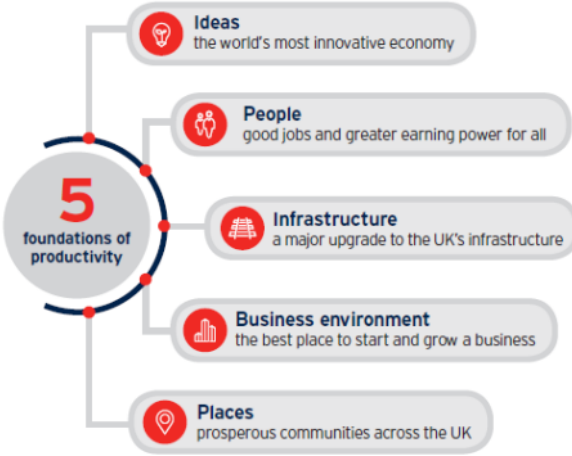 Ideas
the world's most innovative economy
People
good jobs and greater earning power for all
5
foundations of
productivity
Infrastructure
a major upgrade to the UK's infrastructure
Business environment
the best place to start and grow a business
Places
prosperous communities across the UK